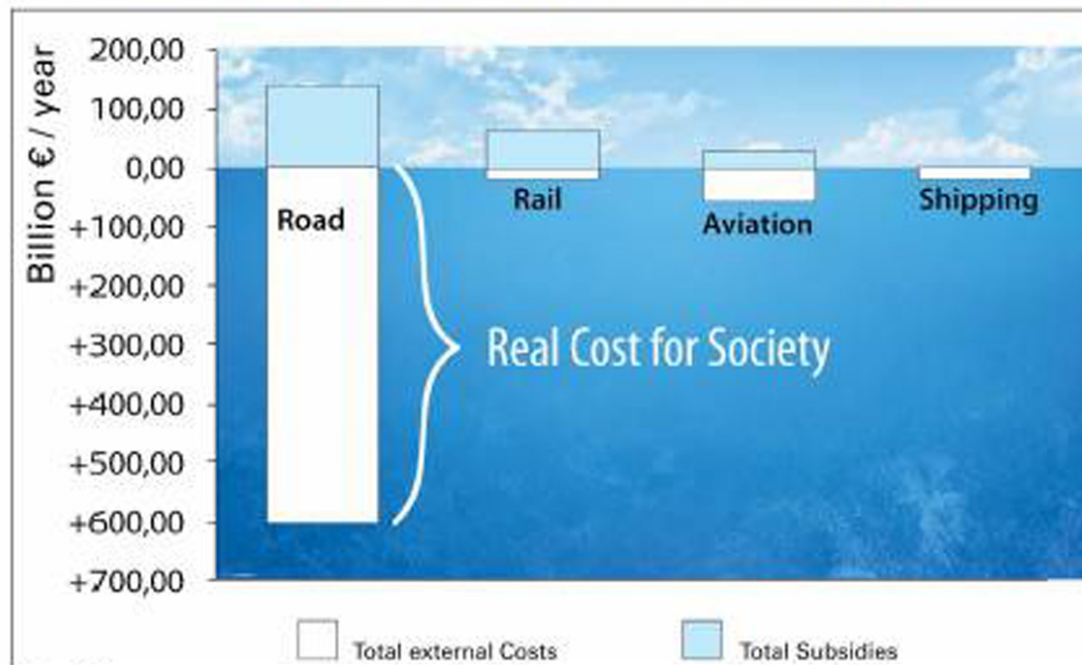 Billion € / year
200,00
100,00
0,00
+100,00
+200,00
+300,00
+400,00
+500,00
+600,00
+700,00
Road
Rail
Aviation
Shipping
Real Cost for Society
Total external Costs
Total Subsidies